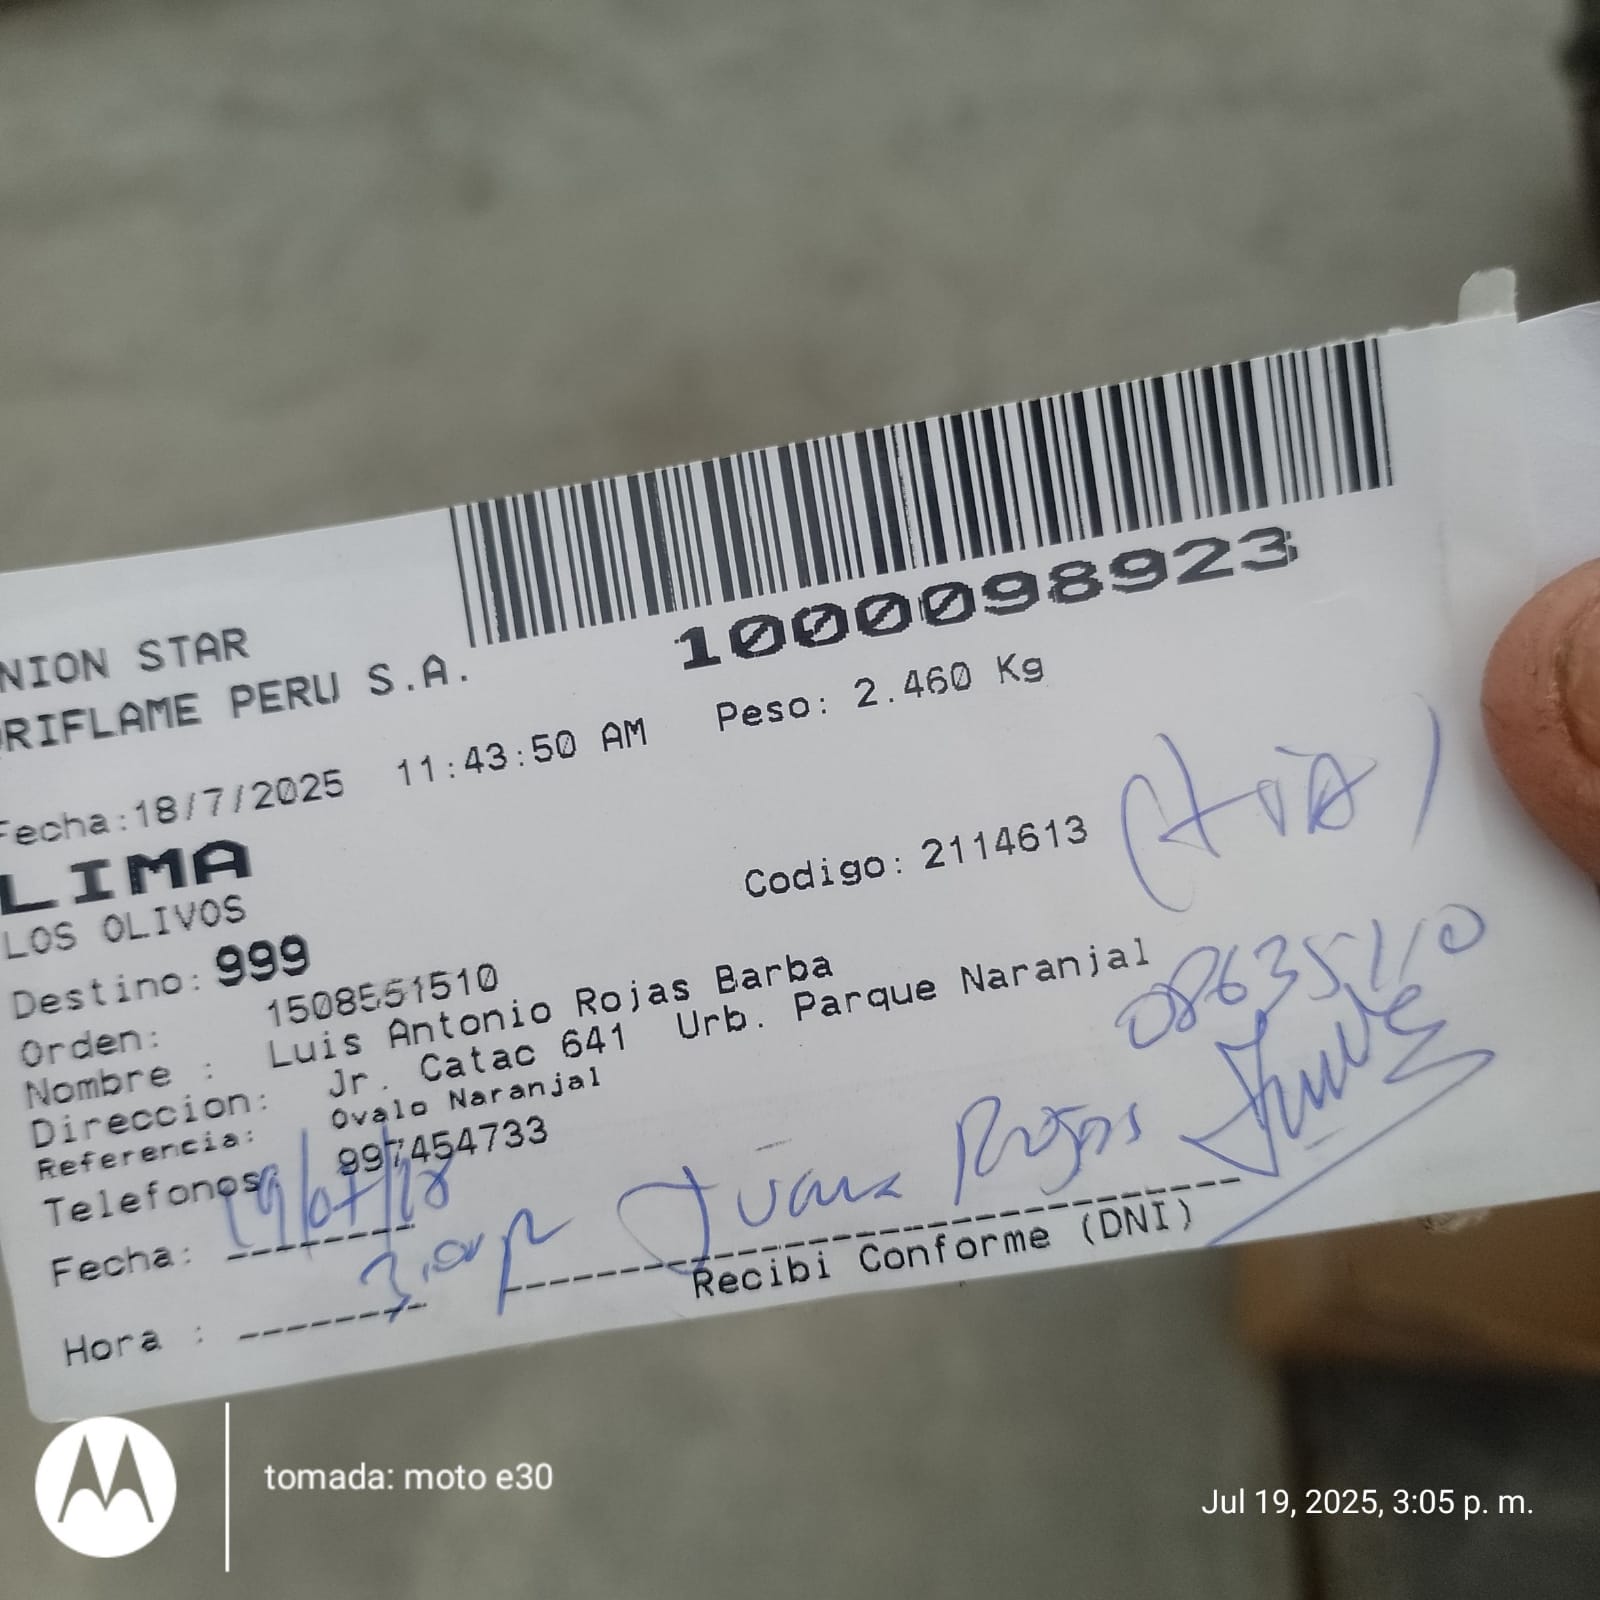 1000098923
NION STAR
RIFLAME PERU S.A.
Fecha:18/7/2025 11:43:50 AM Peso: 2.460 Kg
LIMA
LOS OLIVOS
Codigo: 2114613 (tia)
Destino: 999
Orden: 1508551510
Nombre : Luis Antonio Rojas Barba
Direccion: Jr. Catac 641 Urb. Parque Naranjal
Referencia: Ovalo Naranjal
Telefonos 997454733
08635110
Fecha:
Juana Rojas
Hora :
Recibi Conforme (DNI)
tomada: moto e30
Jul 19, 2025, 3:05 p. m.